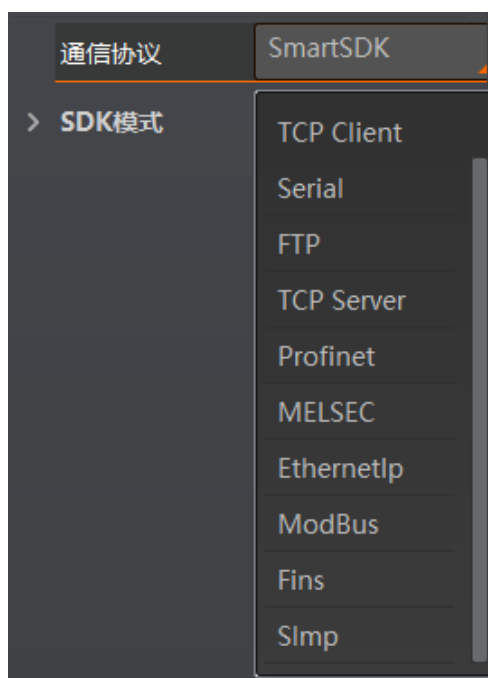 通信协议 SmartSDK
SDK模式
TCP Client
Serial
FTP
TCP Server
Profinet
MELSEC
EthernetIp
ModBus
Fins
Slmp